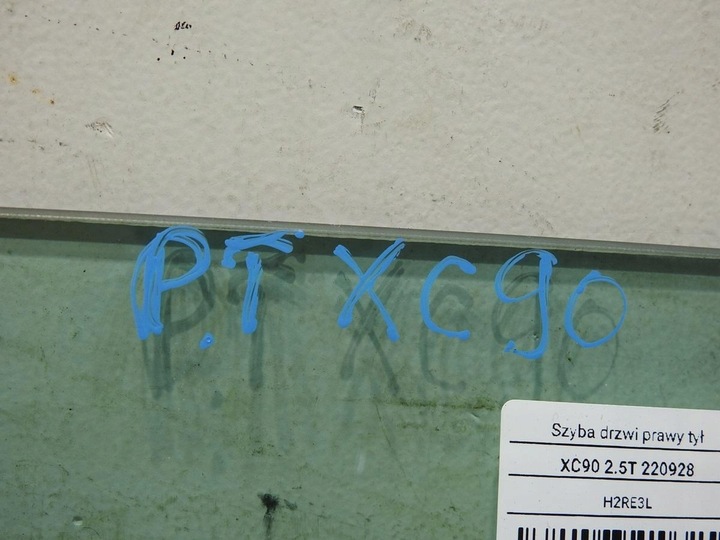 P.T XC90
Szyba drzwi prawy tył
XC90 2.5T 220928
H2RE3L